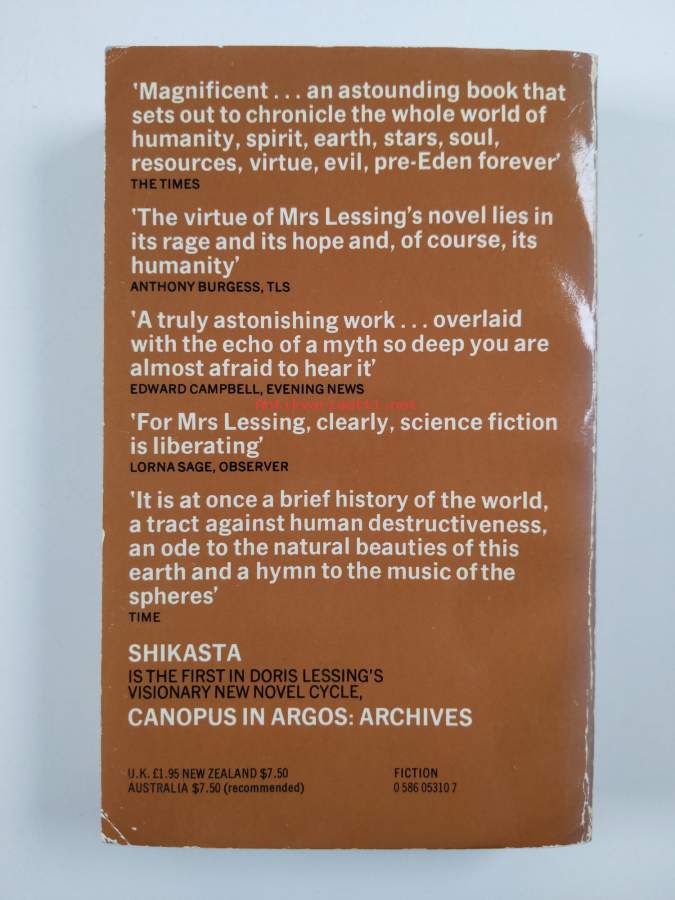 'Magnificent... an astounding book that
sets out to chronicle the whole world of
humanity, spirit, earth, stars, soul,
resources, virtue, evil, pre-Eden forever'
THE TIMES
'The virtue of Mrs Lessing's novel lies in
its rage and its hope and, of course, its
humanity'
ANTHONY BURGESS, TLS
'A truly astonishing work... overlaid
with the echo of a myth so deep you are
almost afraid to hear it'
EDWARD CAMPBELL, EVENING NEWS
Antikvariaatti.net
'For Mrs Lessing, clearly, science fiction
is liberating'
LORNA SAGE, OBSERVER
'It is at once a brief history of the world,
a tract against human destructiveness,
an ode to the natural beauties of this
earth and a hymn to the music of the
spheres'
TIME
SHIKASTA
IS THE FIRST IN DORIS LESSING'S
VISIONARY NEW NOVEL CYCLE,
CANOPUS IN ARGOS: ARCHIVES
U.K. £1.95 NEW ZEALAND $7.50
AUSTRALIA $7.50 (recommended)
FICTION
0 586 05310 7